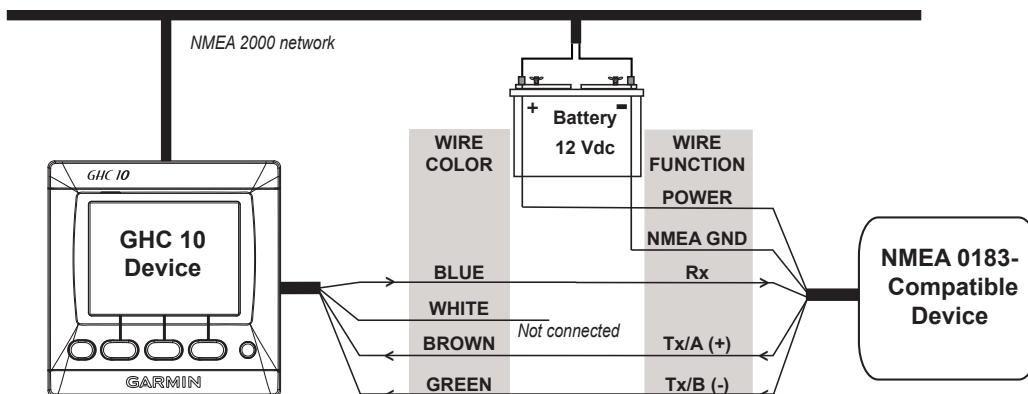 NMEA 2000 network
+
-
Battery
12 Vdc
WIRE
COLOR
WIRE
FUNCTION
GHC 10
GHC 10
Device
GARMIN
POWER
NMEA GND
BLUE
Rx
WHITE
Not connected
BROWN
Tx/A (+)
GREEN
Tx/B (-)
NMEA 0183-
Compatible
Device